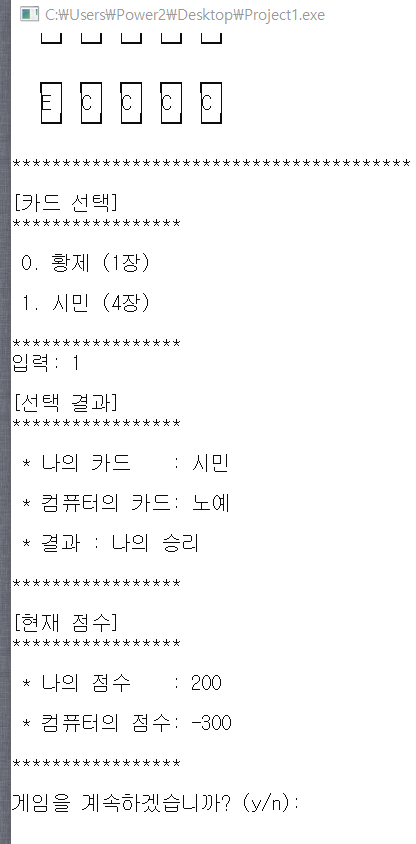 C:₩Users₩Power2₩Desktop₩Project1.exe
E C C C C
****************************************
[카드 선택]
*****************
0. 황제 (1장)
1. 시민 (4장)
*****************
입력: 1
[선택 결과]
*****************
* 나의 카드   : 시민
* 컴퓨터의 카드: 노예
* 결과 : 나의 승리
*****************
[현재 점수]
*****************
* 나의 점수   : 200
* 컴퓨터의 점수: -300
*****************
게임을 계속하겠습니까? (y/n):